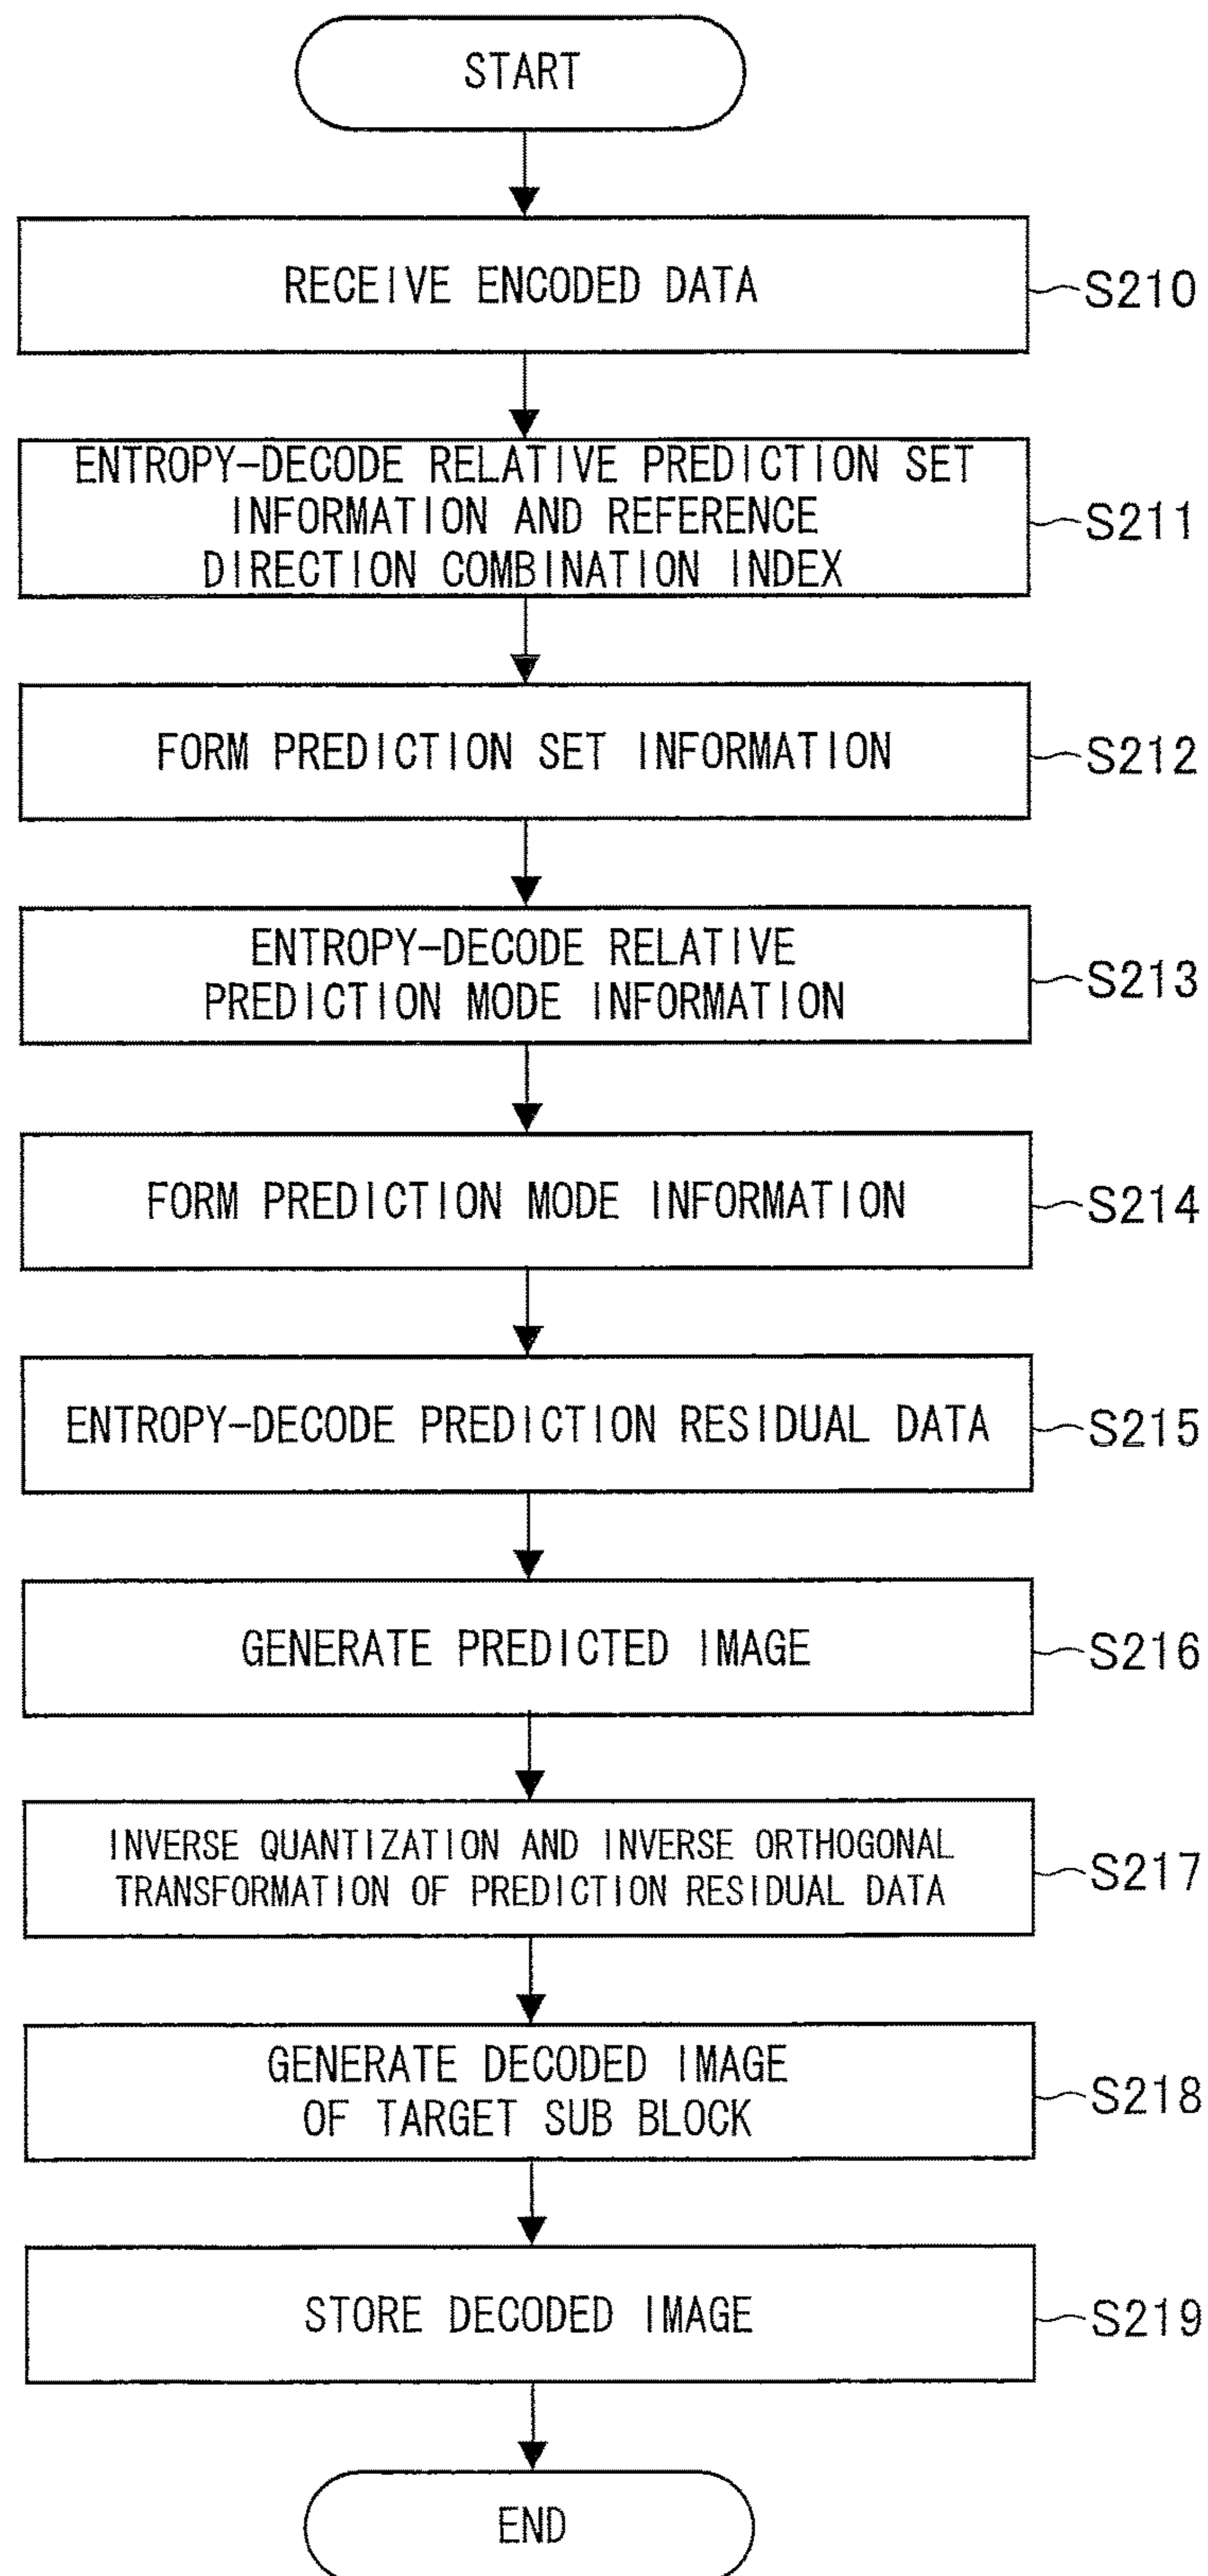 START
RECEIVE ENCODED DATA
S210
ENTROPY-DECODE RELATIVE PREDICTION SET
INFORMATION AND REFERENCE
DIRECTION COMBINATION INDEX
S211
FORM PREDICTION SET INFORMATION
S212
ENTROPY-DECODE RELATIVE
PREDICTION MODE INFORMATION
S213
FORM PREDICTION MODE INFORMATION
S214
ENTROPY-DECODE PREDICTION RESIDUAL DATA
S215
GENERATE PREDICTED IMAGE
S216
INVERSE QUANTIZATION AND INVERSE ORTHOGONAL
TRANSFORMATION OF PREDICTION RESIDUAL DATA
S217
GENERATE DECODED IMAGE
OF TARGET SUB BLOCK
S218
STORE DECODED IMAGE
S219
END